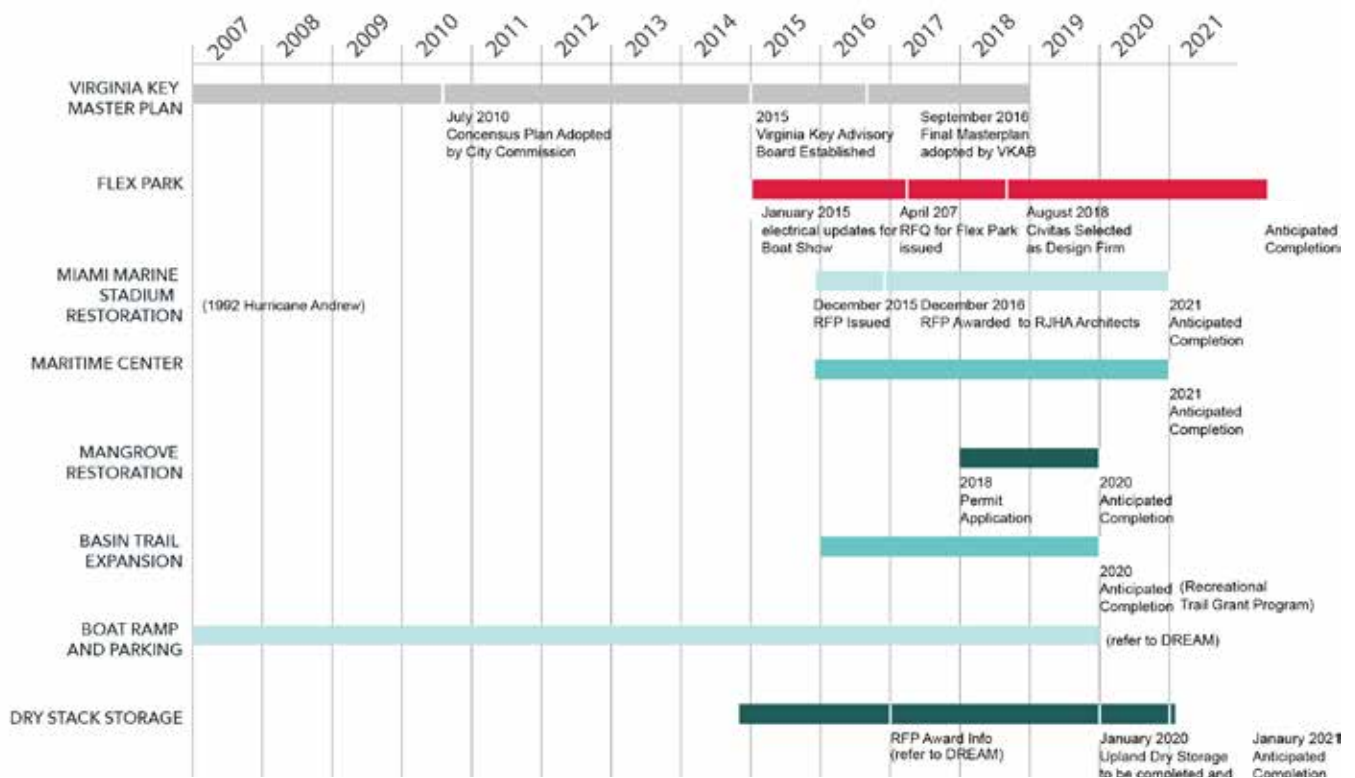 2007 2008 2009 2010 2011 2012 2013 2014 2015 2016 2017 2018 2019 2020 2021
VIRGINIA KEY
MASTER PLAN
July 2010
Concensus Plan Adopted
by City Commission
2015
Virginia Key Advisory
Board Established
September 2016
Final Masterplan
adopted by VKAB
FLEX PARK
January 2015
electrical updates for
Boat Show
April 207
RFQ for Flex Park
issued
August 2018
Civitas Selected
as Design Firm
Anticipated
Completion
MIAMI MARINE
STADIUM
RESTORATION
(1992 Hurricane Andrew)
December 2015
RFP Issued
December 2016
RFP Awarded to RJHA Architects
2021
Anticipated
Completion
MARITIME CENTER
2021
Anticipated
Completion
MANGROVE
RESTORATION
2018
Permit
Application
2020
Anticipated
Completion
BASIN TRAIL
EXPANSION
2020
Anticipated
Completion
(Recreational
Trail Grant Program)
BOAT RAMP
AND PARKING
(refer to DREAM)
DRY STACK STORAGE
RFP Award Info
(refer to DREAM)
January 2020
Upland Dry Storage
to be completed and
Janaury 2021
Anticipated
Completion